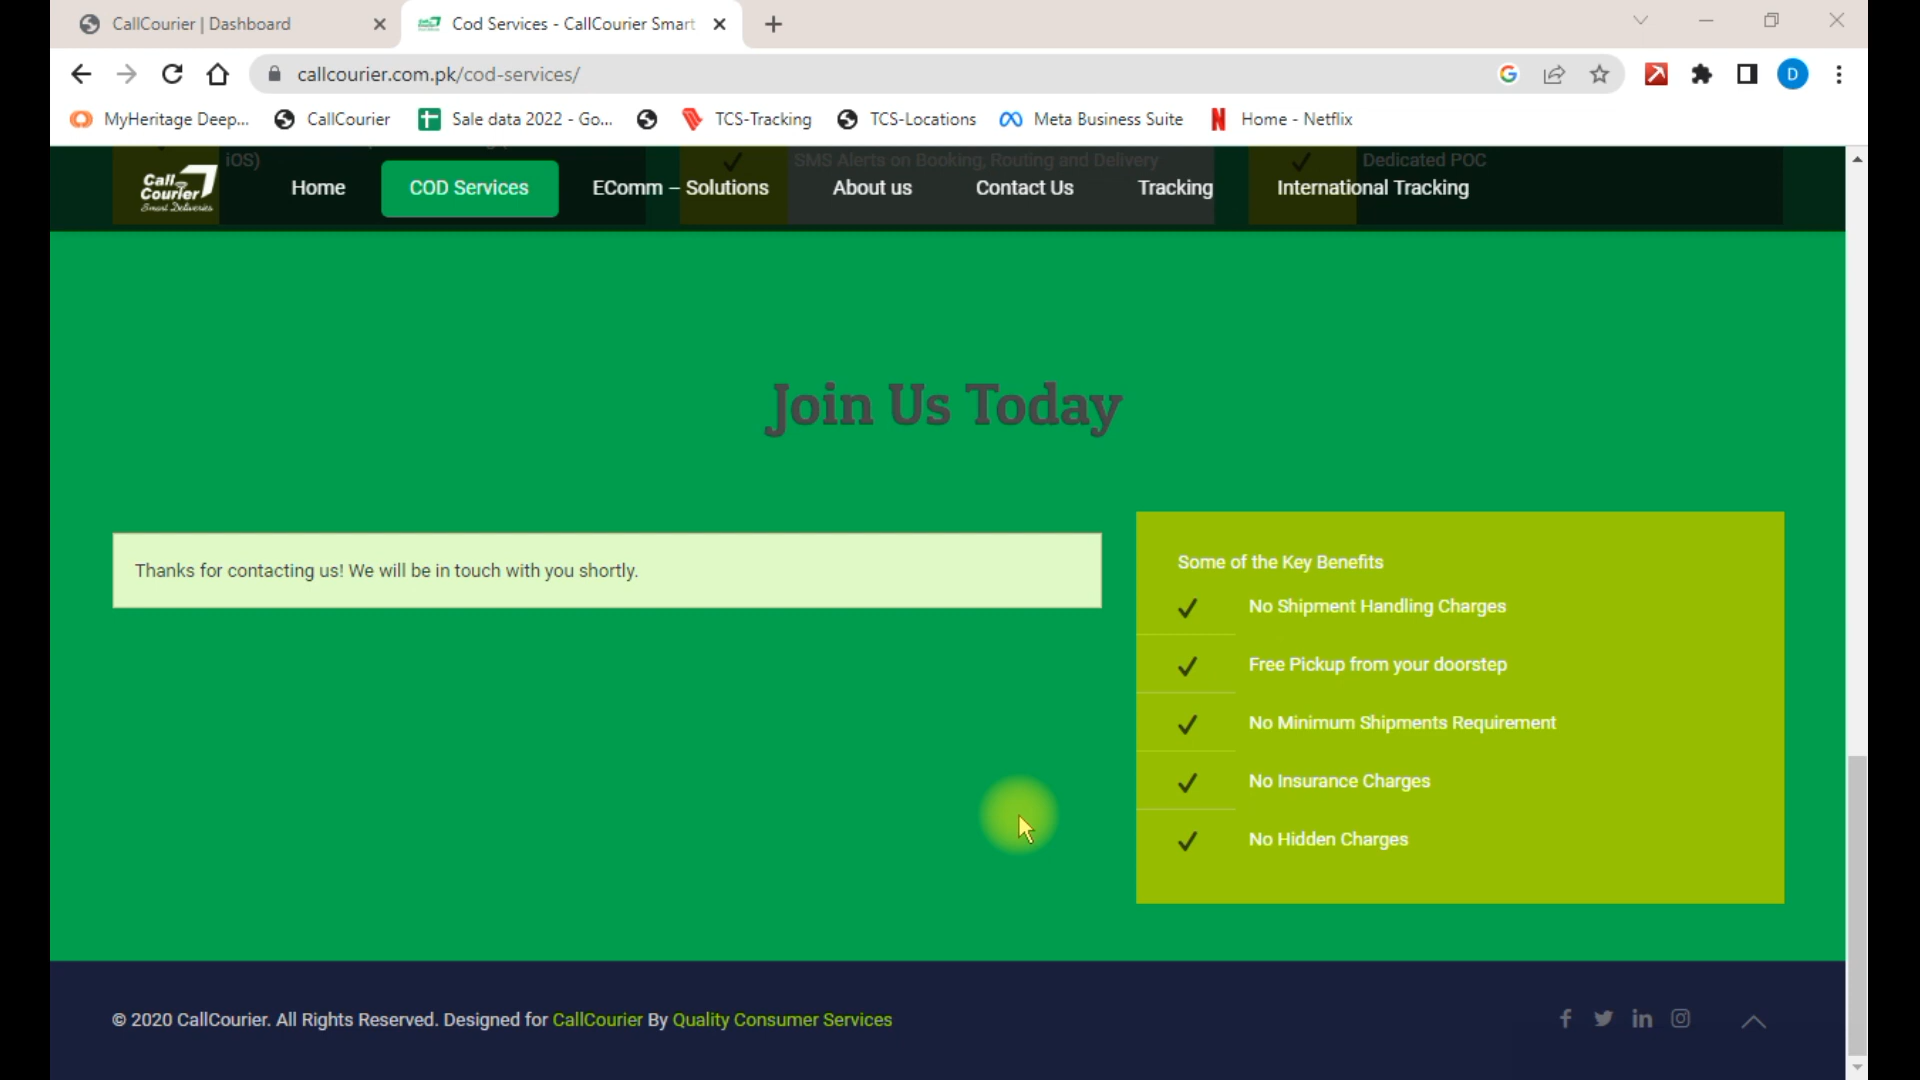 CallCourier | Dashboard
Cod Services - CallCourier Smart
callcourier.com.pk/cod-services/
D
MyHeritage Deep...
CallCourier
Sale data 2022 - Go...
TCS-Tracking
TCS-Locations
Meta Business Suite
Home - Netflix
iOS)
SMS Alerts on Booking, Routing and Delivery
Dedicated POC
Call
Courier
Smart Deliveries
Home
COD Services
EComm – Solutions
About us
Contact Us
Tracking
International Tracking
Join Us Today
Thanks for contacting us! We will be in touch with you shortly.
Some of the Key Benefits
No Shipment Handling Charges
Free Pickup from your doorstep
No Minimum Shipments Requirement
No Insurance Charges
No Hidden Charges
© 2020 CallCourier. All Rights Reserved. Designed for CallCourier By Quality Consumer Services